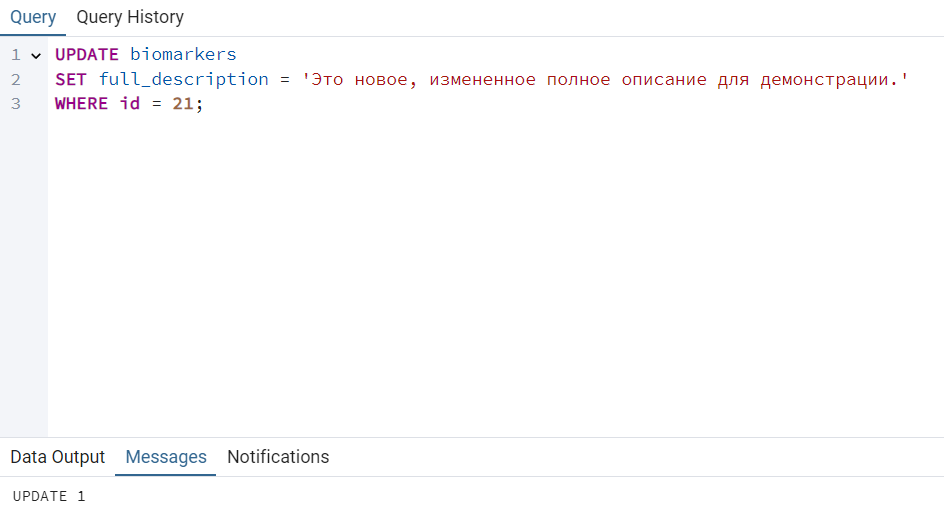 Query Query History
1 UPDATE biomarkers
2 SET full_description = 'Это новое, измененное полное описание для демонстрации.'
3 WHERE id = 21;
Data Output Messages Notifications
UPDATE 1